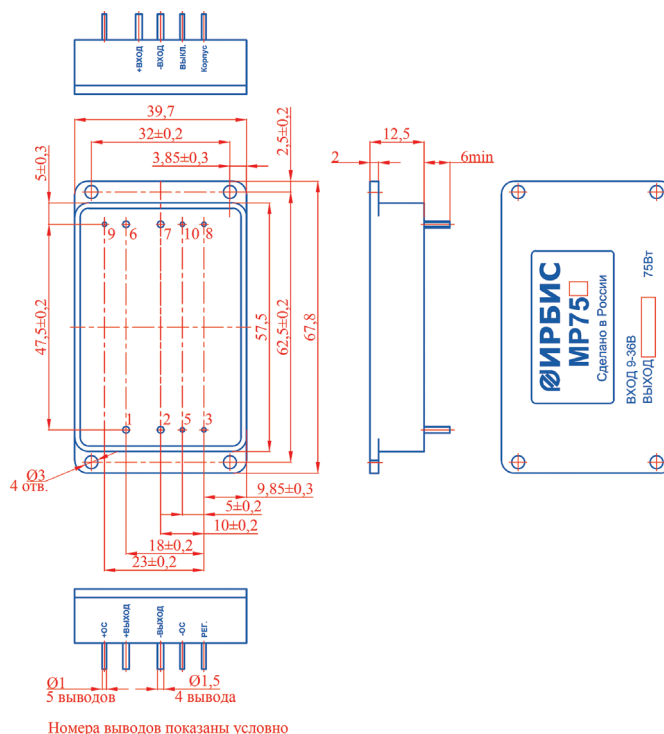 +ВХОД
-ВХОД
ВЫКЛ.
Корпус
39,7
32±0,2
3,85±0,3
2,5±0,2
5±0,3
12,5
2
6min
9
6
7
10
8
47,5±0,2
57,5
62,5±0,2
67,8
1
2
5
3
Ø3
4 отв.
9,85±0,3
5±0,2
10±0,2
18±0,2
23±0,2
ИРБИС
МР75
Сделано в России
ВХОД 9-36В
ВЫХОД 75Вт
+ОС
+ВЫХОД
-ВЫХОД
-ОС
РЕГ.
Ø1
5 выводов
Ø1,5
4 вывода
Номера выводов показаны условно